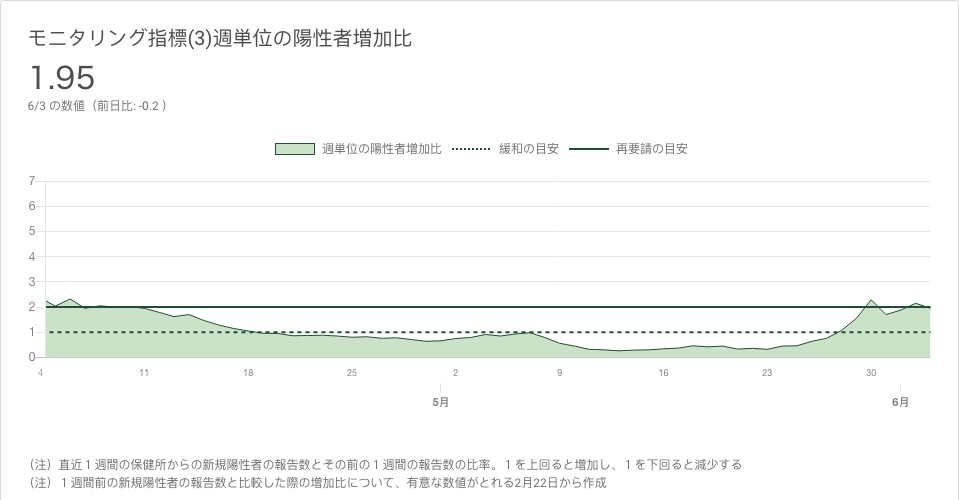 モニタリング指標(3)週単位の陽性者増加比
1.95
6/3 の数値（前日比: -0.2 ）
週単位の陽性者増加比 緩和の目安 再要請の目安
7
6
5
4
3
2
1
0
4 11 18 25 2 9 16 23 30
5月 6月
（注）直近１週間の保健所からの新規陽性者の報告数とその前の１週間の報告数の比率。１を上回ると増加し、１を下回ると減少する
（注）１週間前の新規陽性者の報告数と比較した際の増加比について、有意な数値がとれる2月22日から作成